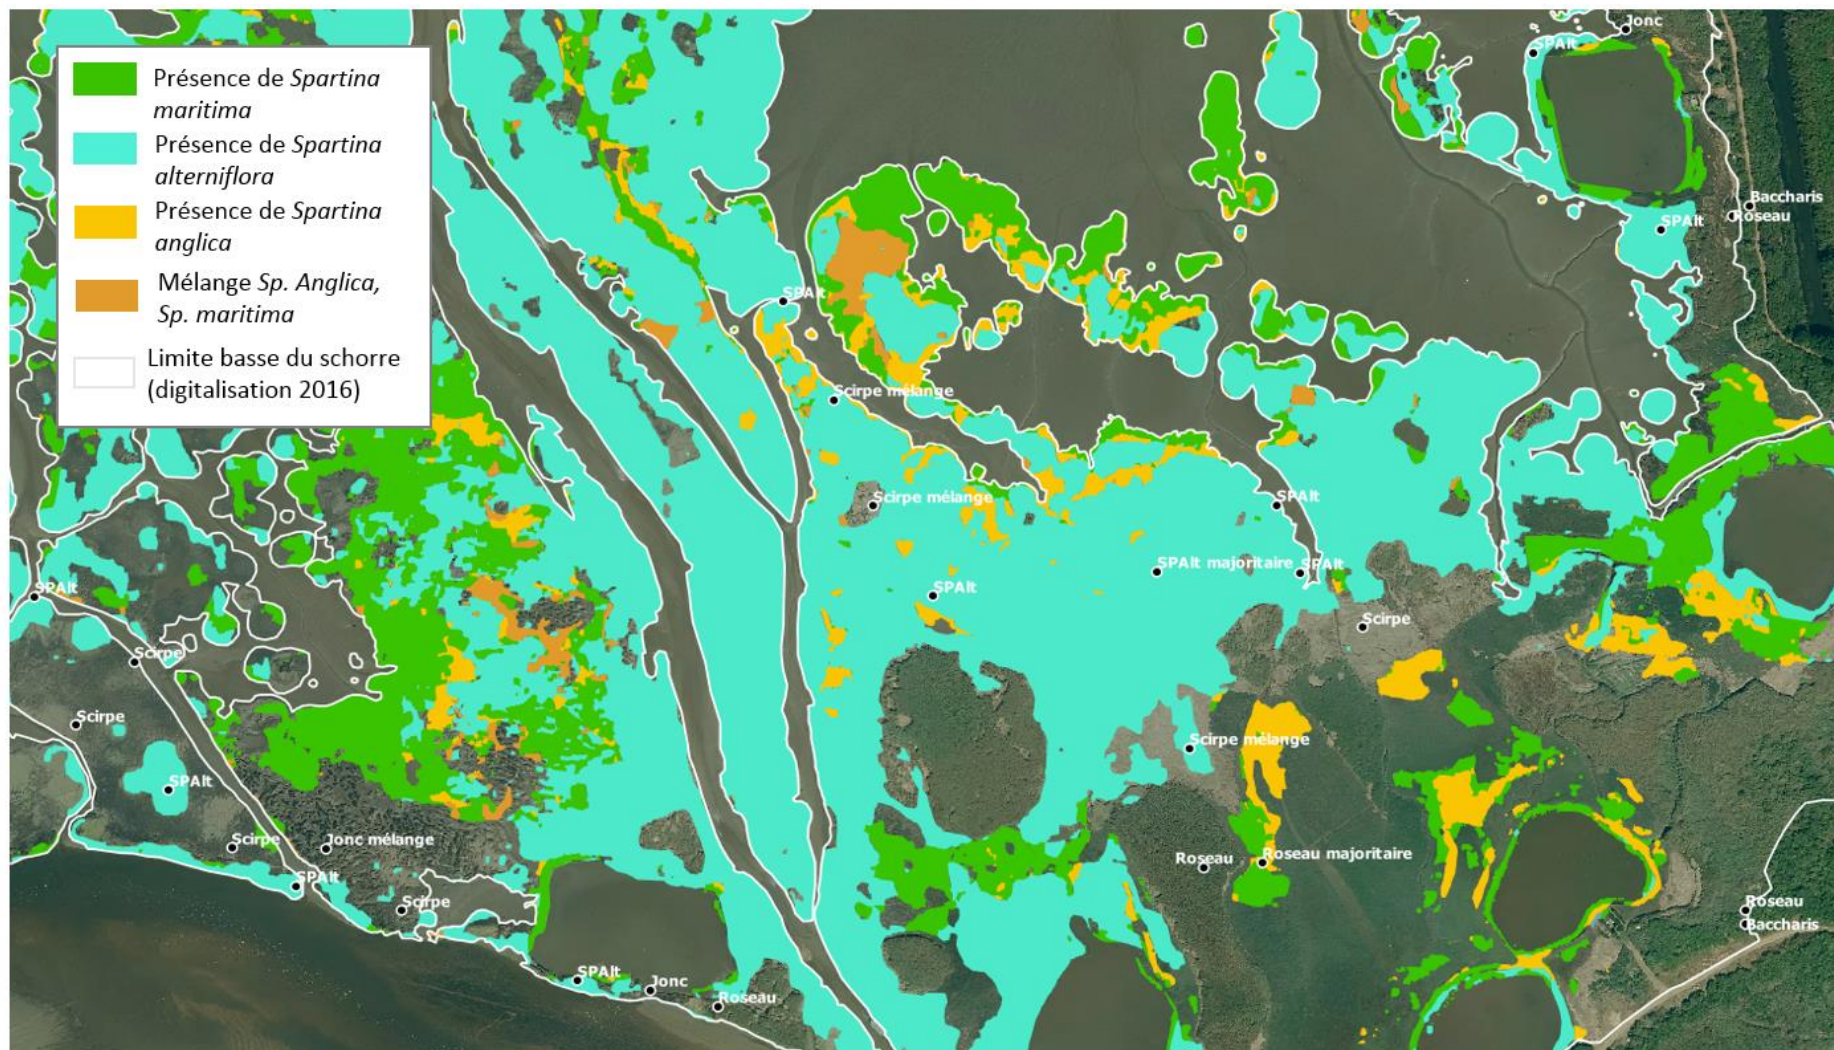 Présence de Spartina
maritima
Présence de Spartina
alterniflora
Présence de Spartina
anglica
Mélange Sp. Anglica,
Sp. maritima
Limite basse du schorre
(digitalisation 2016)
Jonc
SPAlt
Baccharis
Roseau
SPAlt
SPAlt
Scirpe mélange
Scirpe mélange
SPAlt
SPAlt majoritaire
SPAlt
SPAlt
SPAlt
Scirpe
Scirpe
Scirpe
Scirpe mélange
SPAlt
Scirpe
Jonc mélange
Roseau
Roseau majoritaire
SPAlt
Scirpe
Roseau
Baccharis
SPAlt
Jonc
Roseau